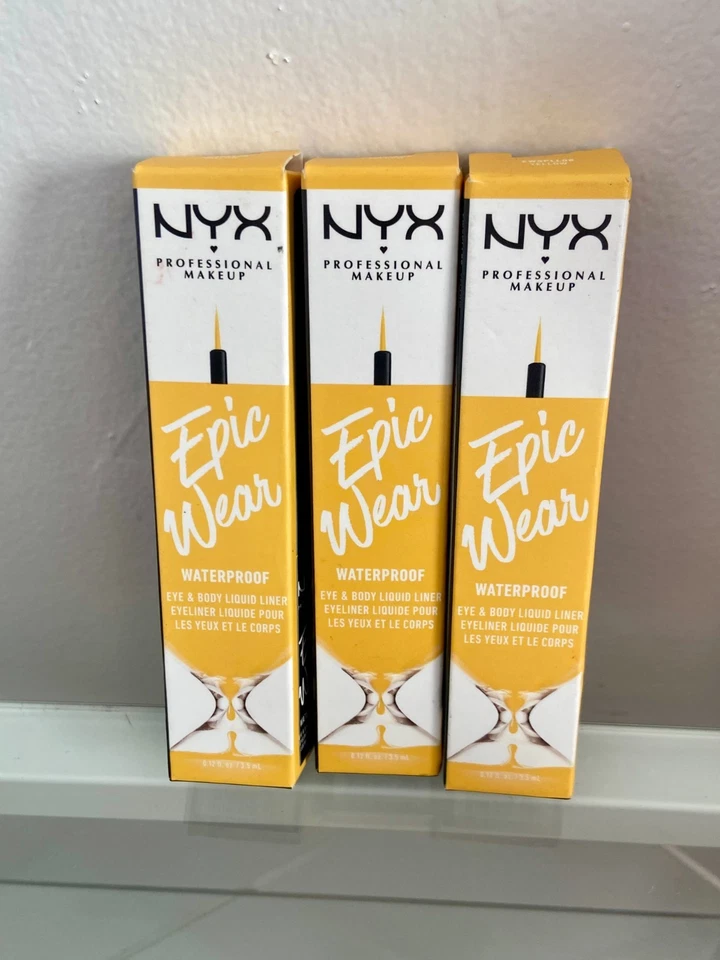 NYX
PROFESSIONAL
MAKEUP
Epic
Wear
WATERPROOF
EYE & BODY LIQUID LINER
EYELINER LIQUIDE POUR
LES YEUX ET LE CORPS
NYX
PROFESSIONAL
MAKEUP
Epic
Wear
WATERPROOF
EYE & BODY LIQUID LINER
EYELINER LIQUIDE POUR
LES YEUX ET LE CORPS
YELLOW
NYX
PROFESSIONAL
MAKEUP
Epic
Wear
WATERPROOF
EYE & BODY LIQUID LINER
EYELINER LIQUIDE POUR
LES YEUX ET LE CORPS